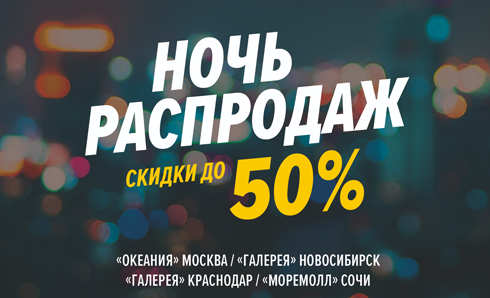 НОЧЬ
РАСПРОДАЖ
СКИДКИ ДО 50%
«ОКЕАНИЯ» МОСКВА / «ГАЛЕРЕЯ» НОВОСИБИРСК
«ГАЛЕРЕЯ» КРАСНОДАР / «МОРЕМОЛЛ» СОЧИ